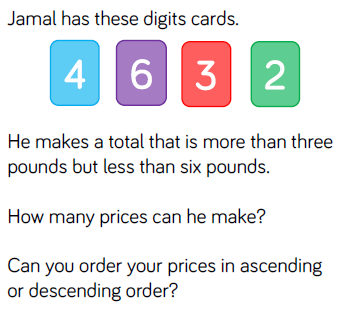 Jamal has these digits cards.
4 6 3 2
He makes a total that is more than three
pounds but less than six pounds.
How many prices can he make?
Can you order your prices in ascending
or descending order?